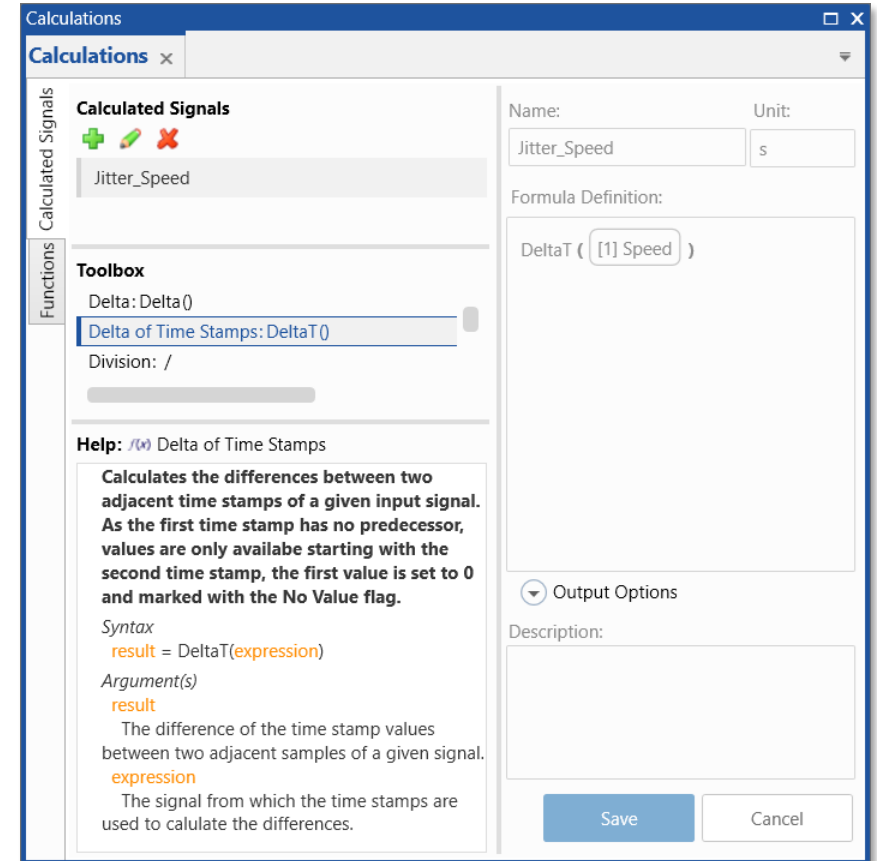 Calculations
Calculations
Calculated Signals
Functions
Calculated Signals
Jitter_Speed
Toolbox
Delta: Delta()
Delta of Time Stamps: DeltaT()
Division: /
Help: f(x) Delta of Time Stamps
Calculates the differences between two
adjacent time stamps of a given input signal.
As the first time stamp has no predecessor,
values are only availabe starting with the
second time stamp, the first value is set to 0
and marked with the No Value flag.
Syntax
result = DeltaT(expression)
Argument(s)
result
The difference of the time stamp values
between two adjacent samples of a given signal.
expression
The signal from which the time stamps are
used to calulate the differences.
Name: Unit:
Jitter_Speed s
Formula Definition:
DeltaT ( [1] Speed )
Output Options
Description:
Save Cancel